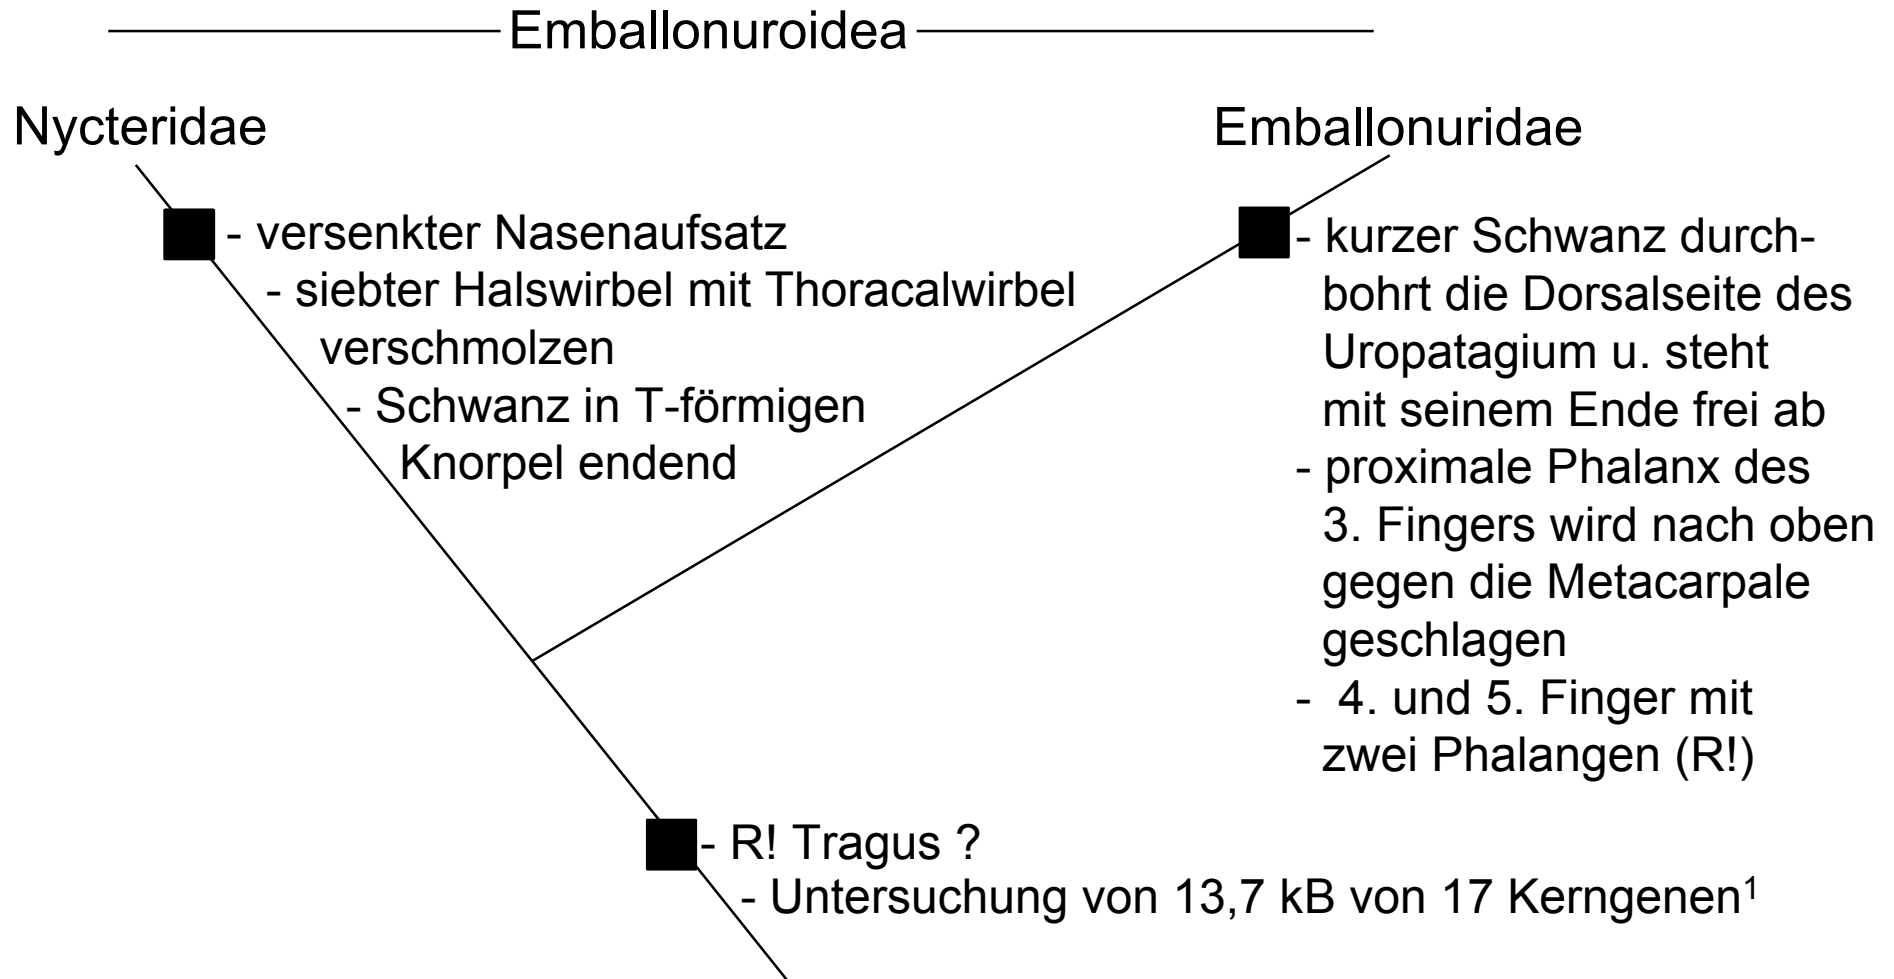 Emballonuroidea
Nycteridae
Emballonuridae
- versenkter Nasenaufsatz
- siebter Halswirbel mit Thoracalwirbel
verschmolzen
- Schwanz in T-förmigen
Knorpel endend
- kurzer Schwanz durch-
bohrt die Dorsalseite des
Uropatagium u. steht
mit seinem Ende frei ab
- proximale Phalanx des
3. Fingers wird nach oben
gegen die Metacarpale
geschlagen
- 4. und 5. Finger mit
zwei Phalangen (R!)
- R! Tragus ?
- Untersuchung von 13,7 kB von 17 Kerngenen¹